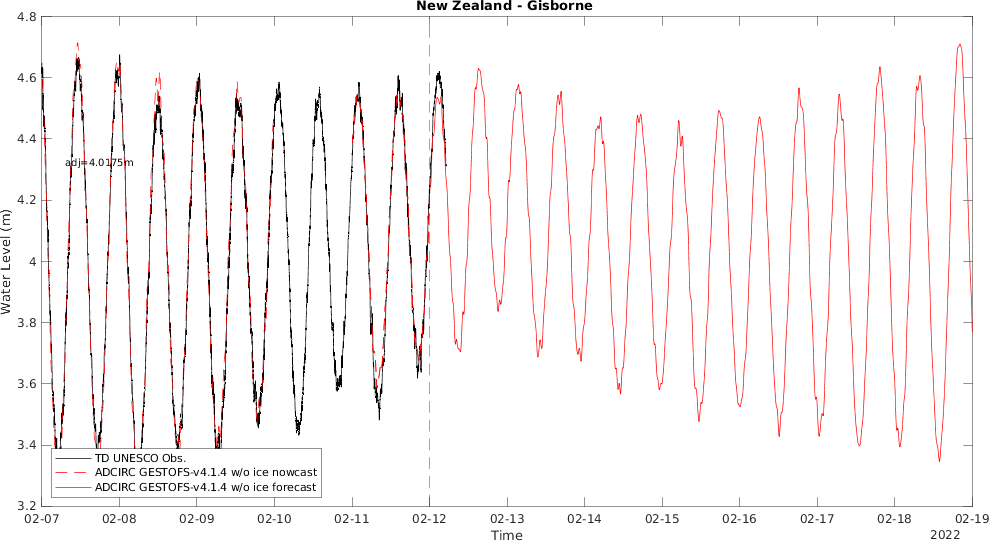 New Zealand - Gisborne
4.8
4.6
4.4
4.2
4
3.8
3.6
3.4
3.2
Water Level (m)
adj=4.0175m
TD UNESCO Obs.
ADCIRC GESTOFS-v4.1.4 w/o ice nowcast
ADCIRC GESTOFS-v4.1.4 w/o ice forecast
02-07 02-08 02-09 02-10 02-11 02-12 02-13 02-14 02-15 02-16 02-17 02-18 02-19
Time
2022